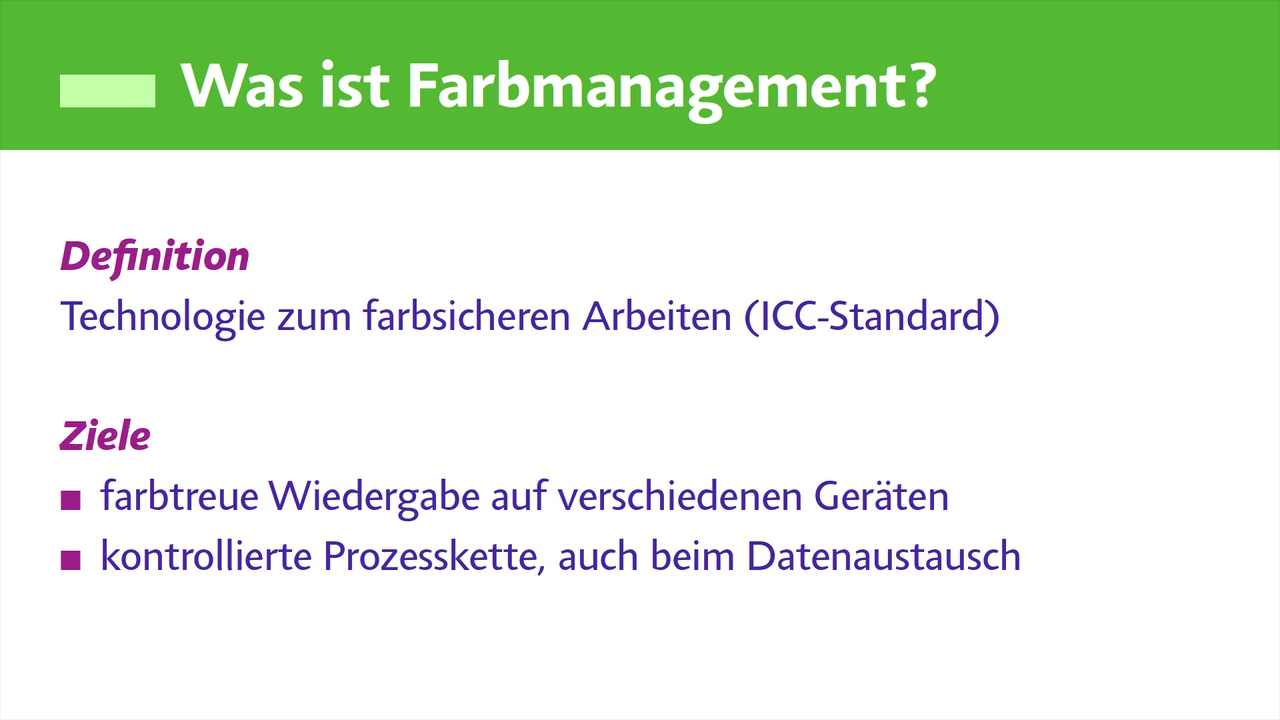 Was ist Farbmanagement?
Definition
Technologie zum farbsicheren Arbeiten (ICC-Standard)
Ziele
■ farbtreue Wiedergabe auf verschiedenen Geräten
■ kontrollierte Prozesskette, auch beim Datenaustausch